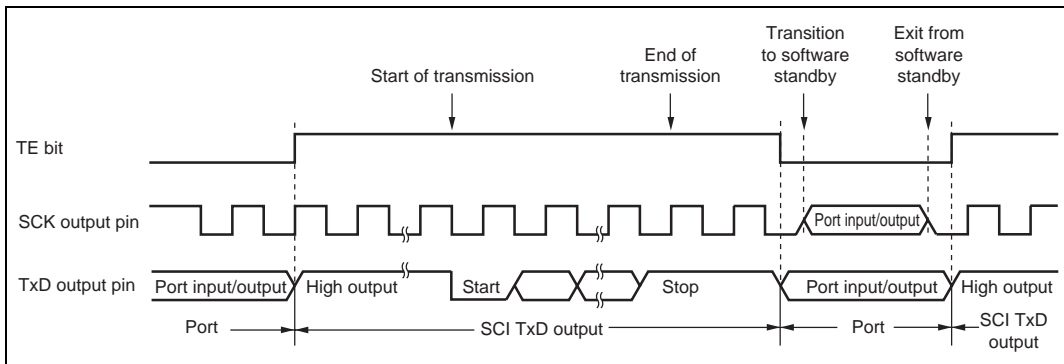 Transition
to software
standby
Exit from
software
standby
End of
transmission
Start of transmission
TE bit
SCK output pin
Port input/output
TxD output pin
Port input/output
High output
Start
Stop
Port input/output
High output
Port
SCI TxD output
Port
SCI TxD
output